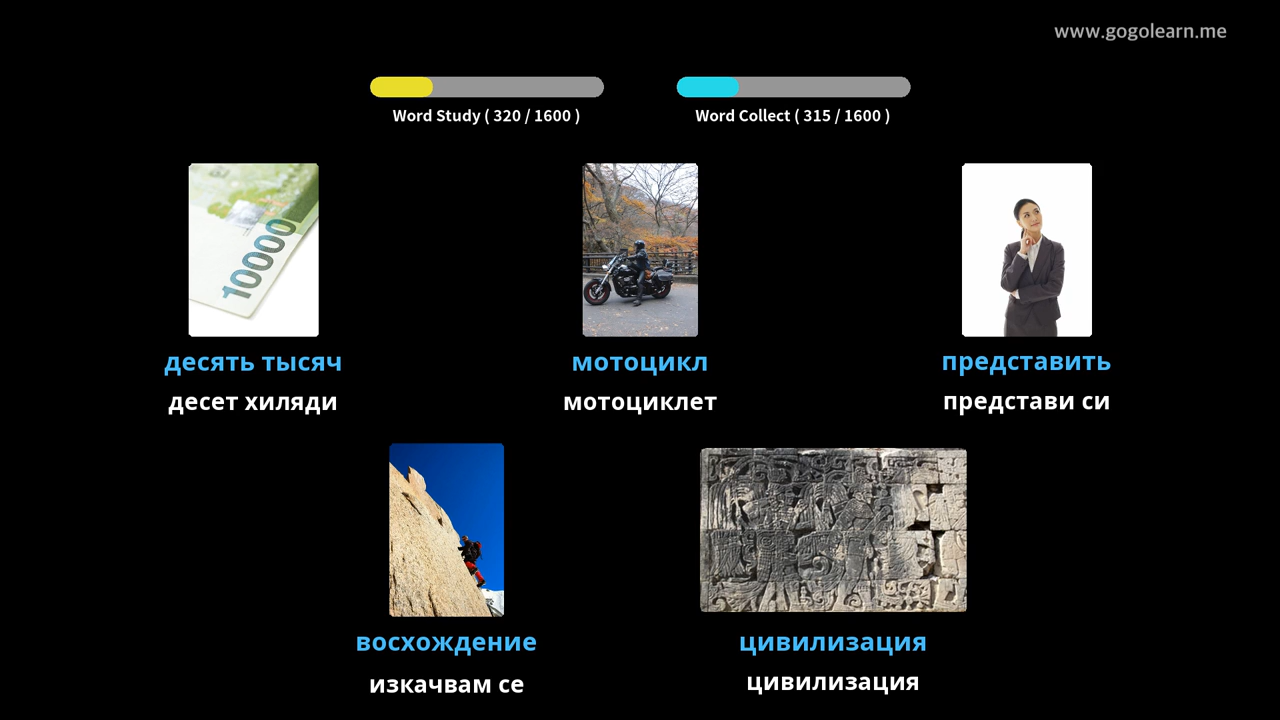 www.gogolearn.me
Word Study ( 320 / 1600 )
Word Collect ( 315 / 1600 )
10000
десять тысяч
мотоцикл
представить
десет хиляди
мотоциклет
представи си
восхождение
цивилизация
изкачвам се
цивилизация